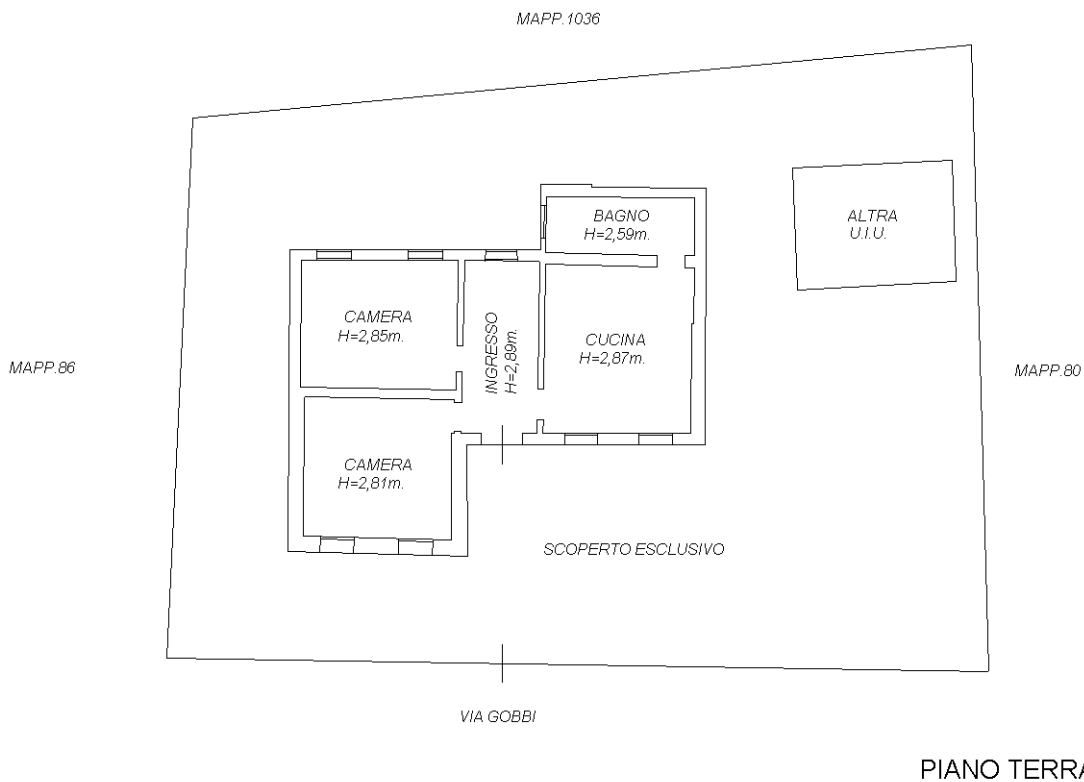 MAPP.1036
BAGNO
H=2,59m.
ALTRA
U.I.U.
CAMERA
H=2,85m.
INGRESSO
H=2,89m.
CUCINA
H=2,87m.
MAPP.86
MAPP.80
CAMERA
H=2,81m.
SCOPERTO ESCLUSIVO
VIA GOBBI
PIANO TERRA